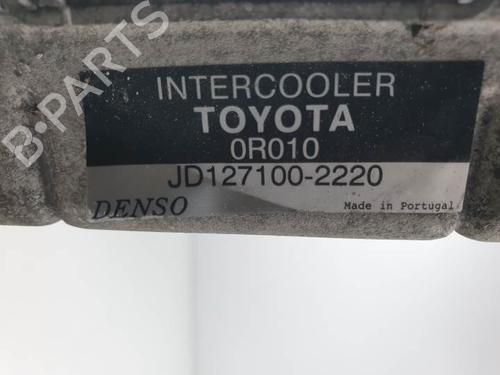 B-PARTS
INTERCOOLER
TOYOTA
0R010
JD127100-2220
DENSO Made in Portugal